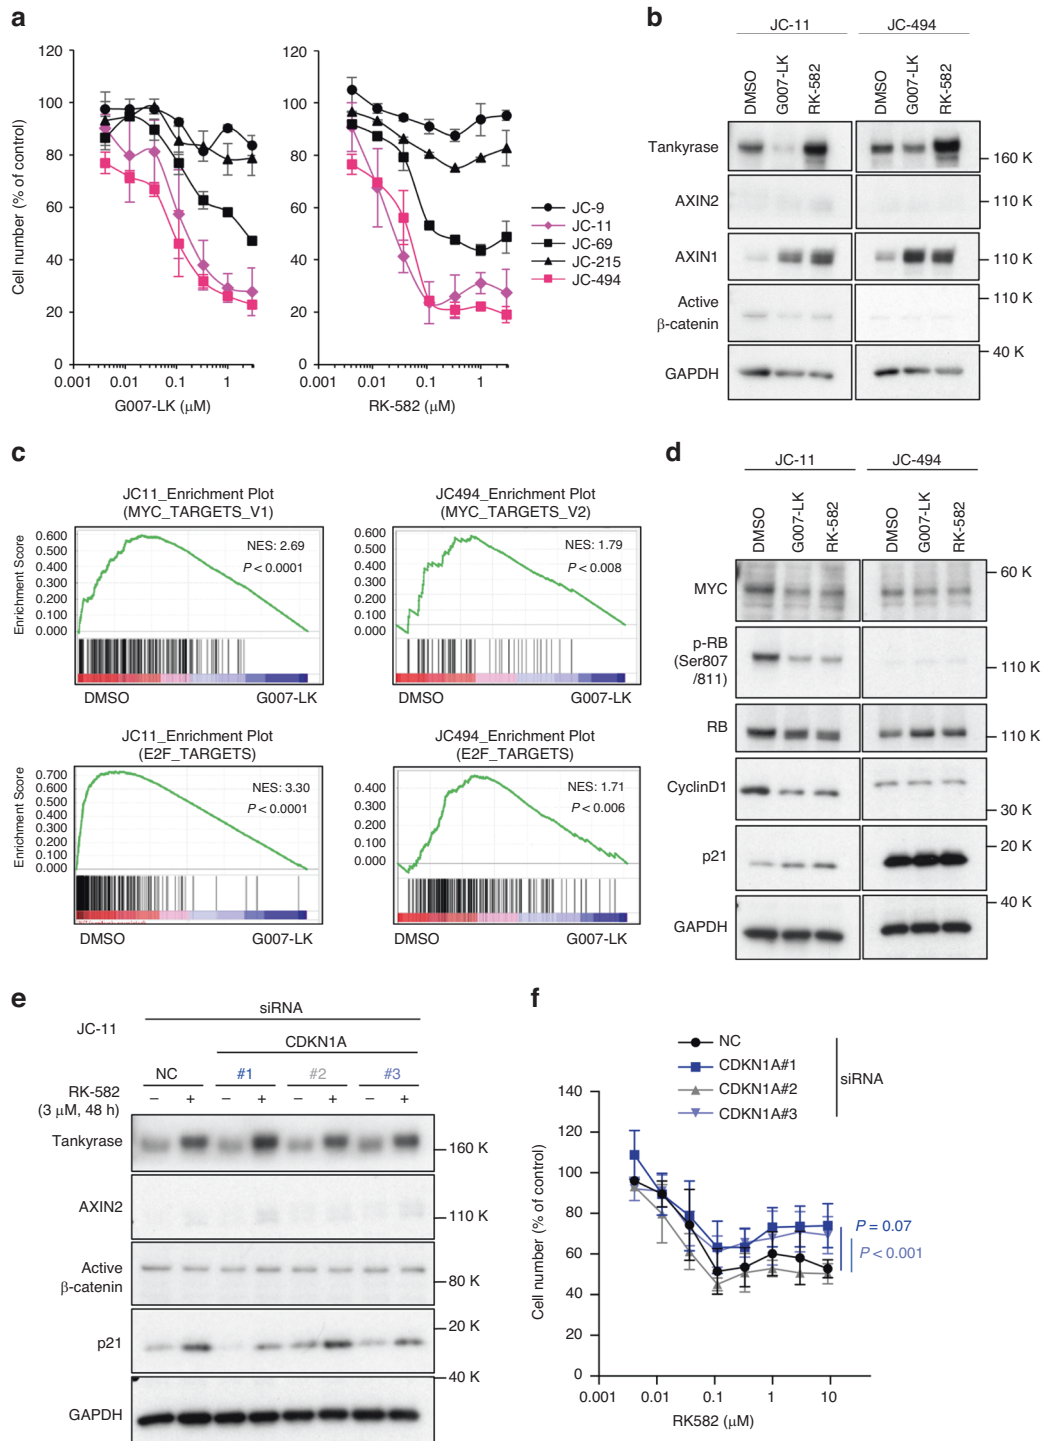 a
120
100
80
60
40
20
0
Cell number (% of control)
0.001 0.01 0.1 1
G007-LK (μM)
120
100
80
60
40
20
0
0.001 0.01 0.1 1
RK-582 (μM)
JC-9
JC-11
JC-69
JC-215
JC-494
b
JC-11 JC-494
DMSO G007-LK RK-582 DMSO G007-LK RK-582
Tankyrase
160 K
AXIN2
110 K
AXIN1
110 K
Active
β-catenin
110 K
40 K
GAPDH
c
JC11_Enrichment Plot
(MYC_TARGETS_V1)
Enrichment Score
0.600
0.500
0.400
0.300
0.200
0.100
0.000
NES: 2.69
P < 0.0001
DMSO G007-LK
JC494_Enrichment Plot
(MYC_TARGETS_V2)
0.600
0.500
0.400
0.300
0.200
0.100
0.000
NES: 1.79
P < 0.008
DMSO G007-LK
JC11_Enrichment Plot
(E2F_TARGETS)
Enrichment Score
0.700
0.600
0.500
0.400
0.300
0.200
0.100
0.000
NES: 3.30
P < 0.0001
DMSO G007-LK
JC494_Enrichment Plot
(E2F_TARGETS)
0.400
0.300
0.200
0.100
0.000
NES: 1.71
P < 0.006
DMSO G007-LK
d
JC-11 JC-494
DMSO G007-LK RK-582 DMSO G007-LK RK-582
MYC
60 K
p-RB
(Ser807
/811)
110 K
RB
110 K
CyclinD1
30 K
p21
20 K
40 K
GAPDH
e
siRNA
JC-11
CDKN1A
NC #1 #2 #3
RK-582
(3 μM, 48 h)
– + – + – + – +
Tankyrase
160 K
AXIN2
110 K
Active
β-catenin
80 K
p21
20 K
40 K
GAPDH
f
NC
CDKN1A#1
CDKN1A#2
CDKN1A#3
siRNA
140
120
100
80
60
40
20
0
Cell number (% of control)
P = 0.07
P < 0.001
0.001 0.01 0.1 1 10
RK582 (μM)